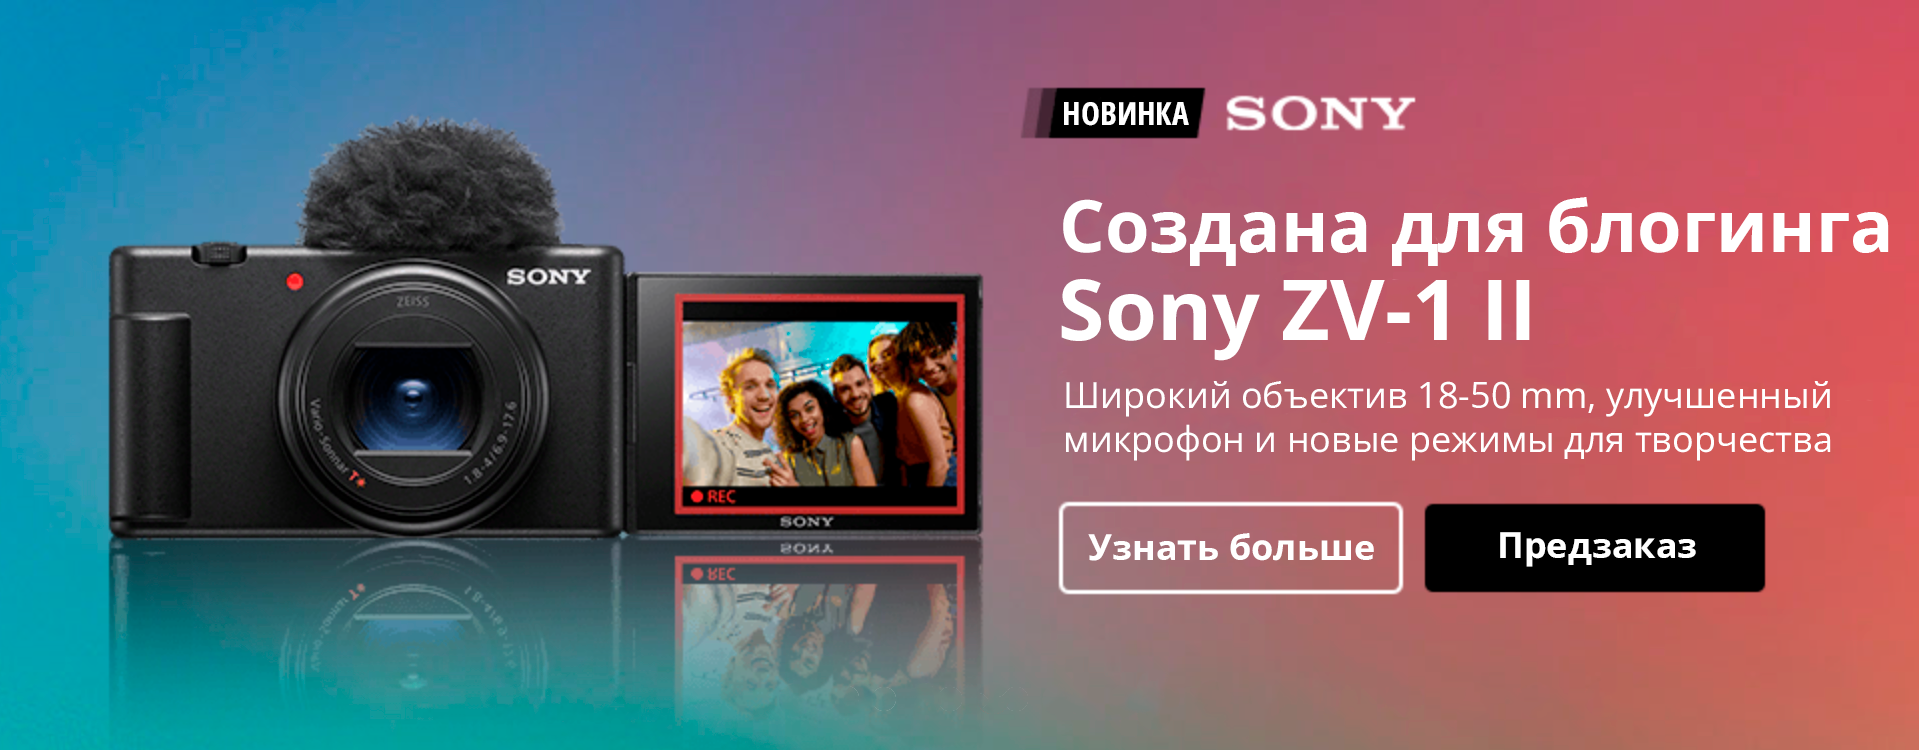 НОВИНКА SONY
Создана для блогинга
Sony ZV-1 II
Широкий объектив 18-50 mm, улучшенный
микрофон и новые режимы для творчества
Узнать больше
Предзаказ
SONY
ZEISS
Vario-Sonnar T* 1.8-4/6.9-17.6
REC
SONY